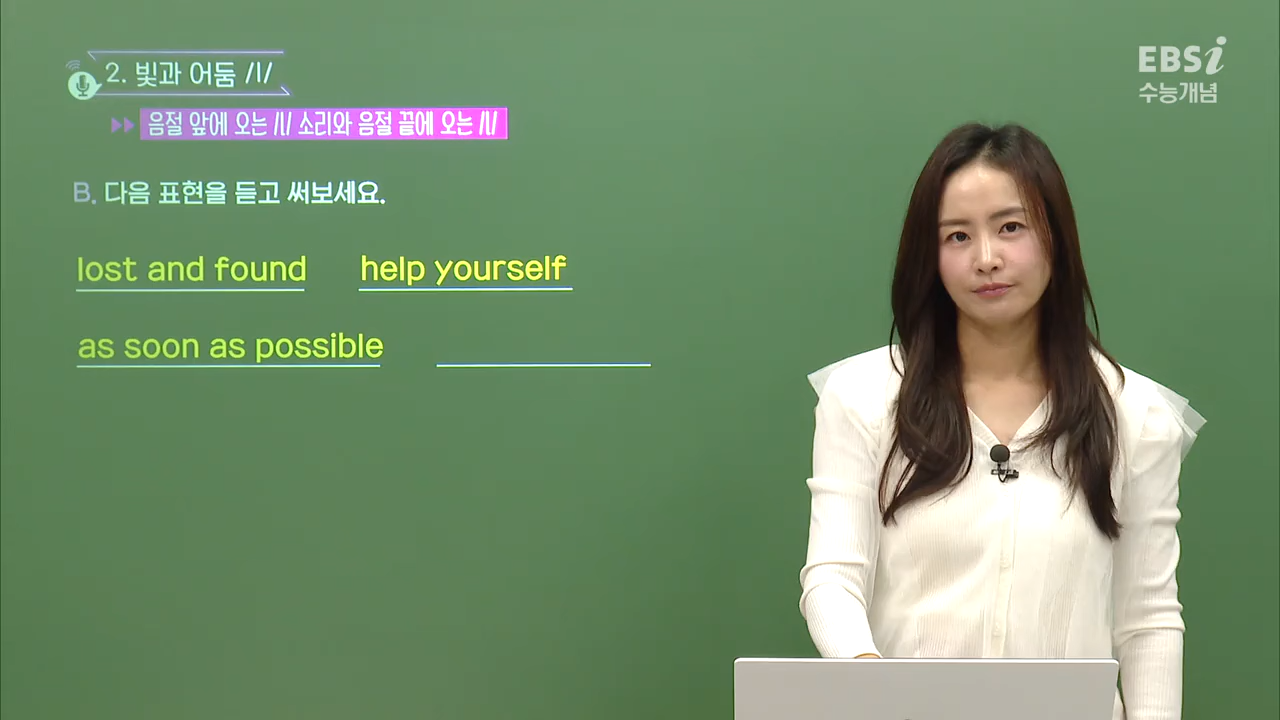 2. 빛과 어둠 /l/
음절 앞에 오는 /l/ 소리와 음절 끝에 오는 /l/
B. 다음 표현을 듣고 써보세요.
lost and found help yourself
as soon as possible
EBSi
수능개념